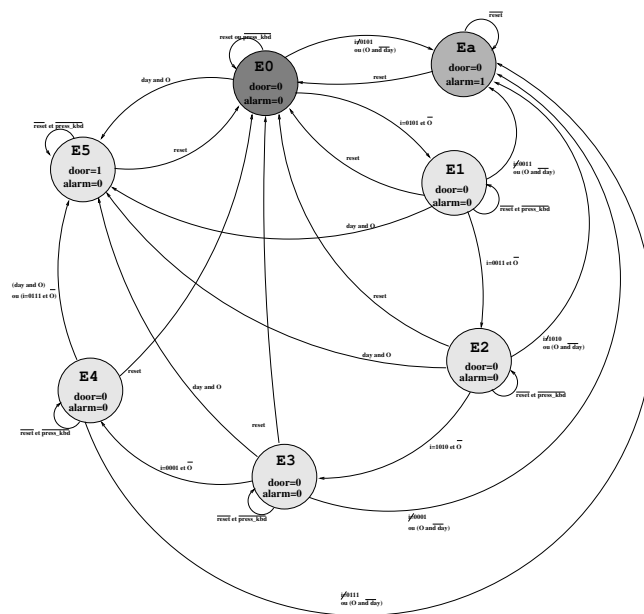 reset
reset ou press_kbd
i≠0101
ou (O and day)
Ea
door=0
alarm=1
E0
door=0
alarm=0
reset
day and O
i=0101 et O
reset et press_kbd
E5
door=1
alarm=0
reset
reset
E1
door=0
alarm=0
i≠0011
ou (O and day)
reset et press_kbd
day and O
i=0011 et O
(day and O)
ou (i=0111 et O)
reset
E2
door=0
alarm=0
i≠1010
ou (O and day)
day and O
E4
door=0
alarm=0
reset
day and O
reset et press_kbd
reset et press_kbd
i=1010 et O
E3
door=0
alarm=0
i=0001 et O
reset et press_kbd
i≠0001
ou (O and day)
i≠0111
ou (O and day)